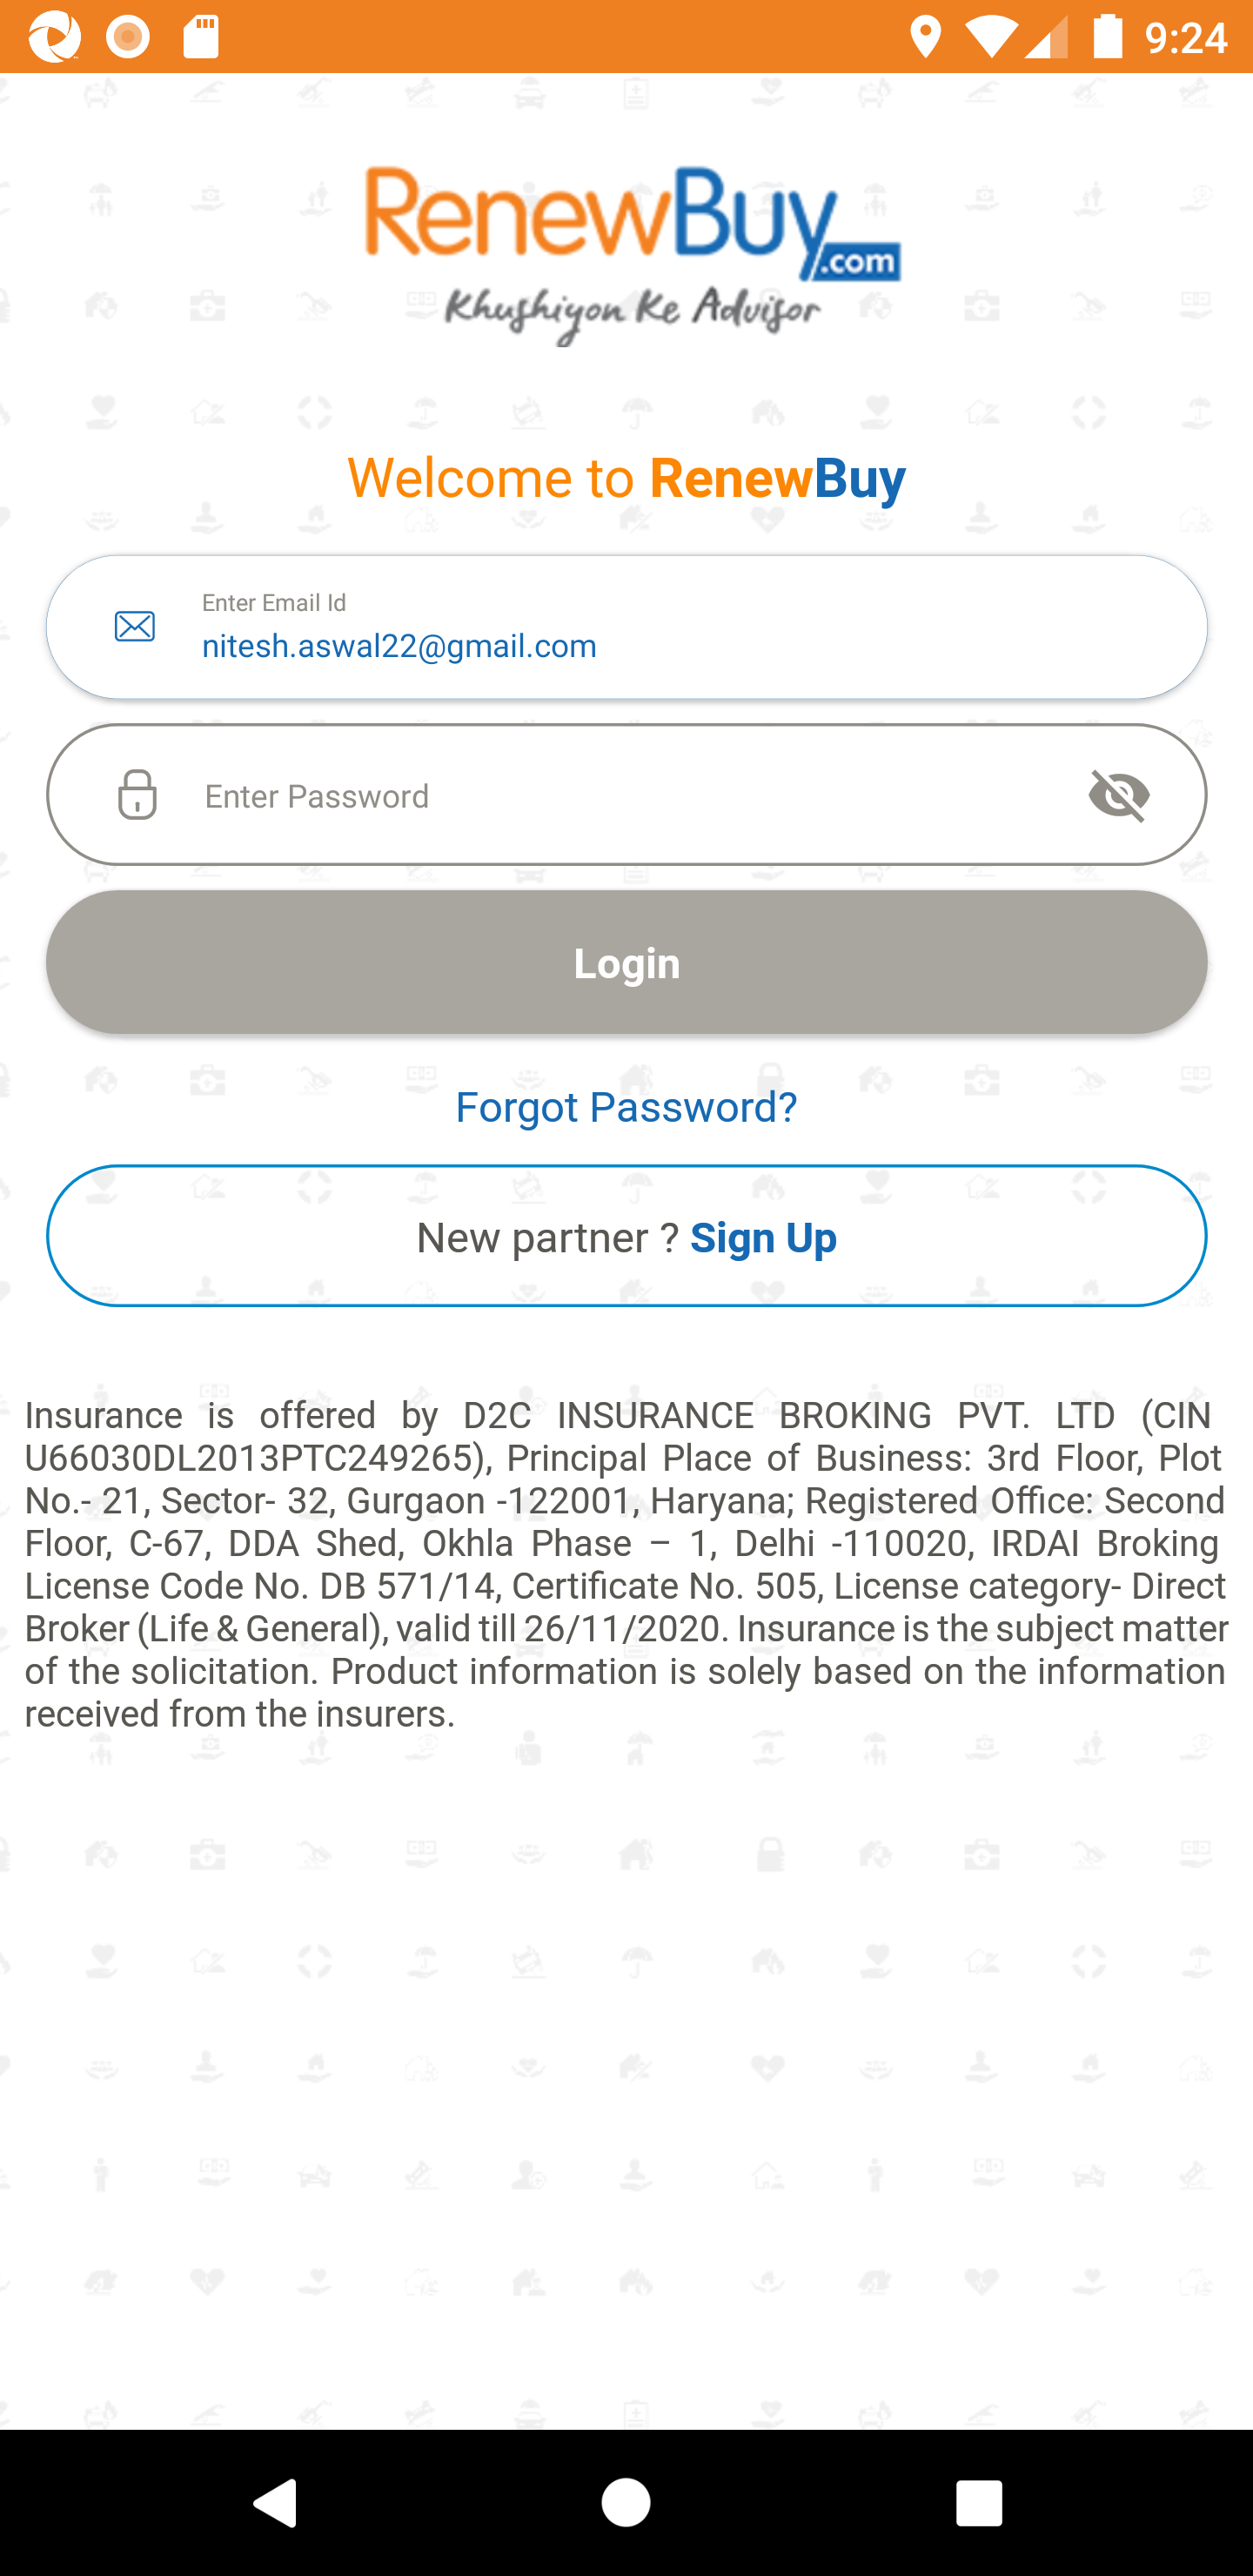 9:24
RenewBuy
.com
Khushiyon Ke Advisor
Welcome to RenewBuy
Enter Email Id
nitesh.aswal22@gmail.com
Enter Password
Login
Forgot Password?
New partner ? Sign Up
Insurance is offered by D2C INSURANCE BROKING PVT. LTD (CIN
U66030DL2013PTC249265), Principal Place of Business: 3rd Floor, Plot
No.- 21, Sector- 32, Gurgaon -122001, Haryana; Registered Office: Second
Floor, C-67, DDA Shed, Okhla Phase – 1, Delhi -110020, IRDAI Broking
License Code No. DB 571/14, Certificate No. 505, License category- Direct
Broker (Life & General), valid till 26/11/2020. Insurance is the subject matter
of the solicitation. Product information is solely based on the information
received from the insurers.